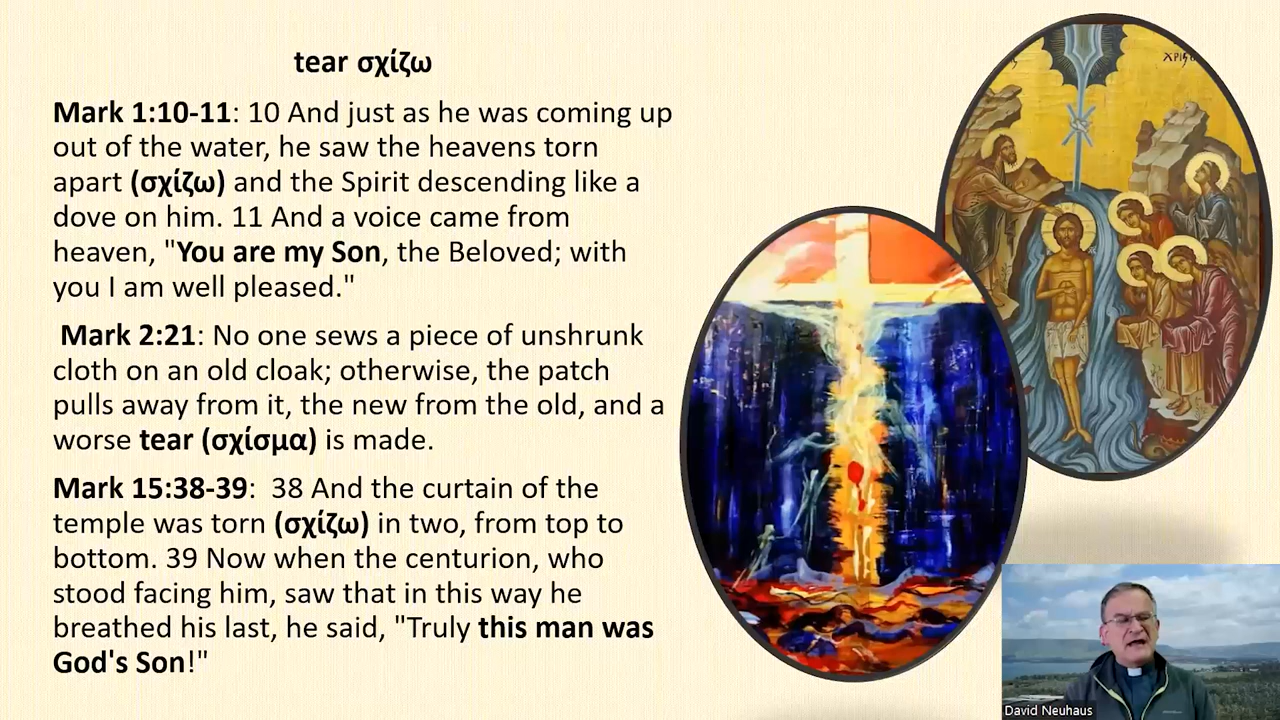 tear σχίζω
Mark 1:10-11: 10 And just as he was coming up
out of the water, he saw the heavens torn
apart (σχίζω) and the Spirit descending like a
dove on him. 11 And a voice came from
heaven, "You are my Son, the Beloved; with
you I am well pleased."
Mark 2:21: No one sews a piece of unshrunk
cloth on an old cloak; otherwise, the patch
pulls away from it, the new from the old, and a
worse tear (σχίσμα) is made.
Mark 15:38-39:  38 And the curtain of the
temple was torn (σχίζω) in two, from top to
bottom. 39 Now when the centurion, who
stood facing him, saw that in this way he
breathed his last, he said, "Truly this man was
God's Son!"
David Neuhaus